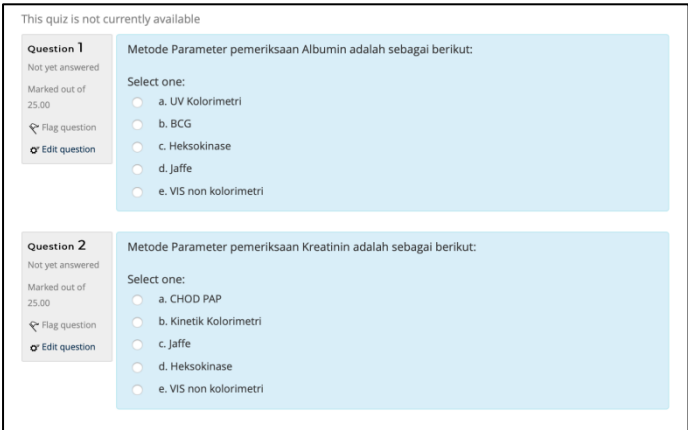 This quiz is not currently available
Question 1
Not yet answered
Marked out of
25.00
Flag question
Edit question
Metode Parameter pemeriksaan Albumin adalah sebagai berikut:
Select one:
a. UV Kolorimetri
b. BCG
c. Heksokinase
d. Jaffe
e. VIS non kolorimetri
Question 2
Not yet answered
Marked out of
25.00
Flag question
Edit question
Metode Parameter pemeriksaan Kreatinin adalah sebagai berikut:
Select one:
a. CHOD PAP
b. Kinetik Kolorimetri
c. Jaffe
d. Heksokinase
e. VIS non kolorimetri